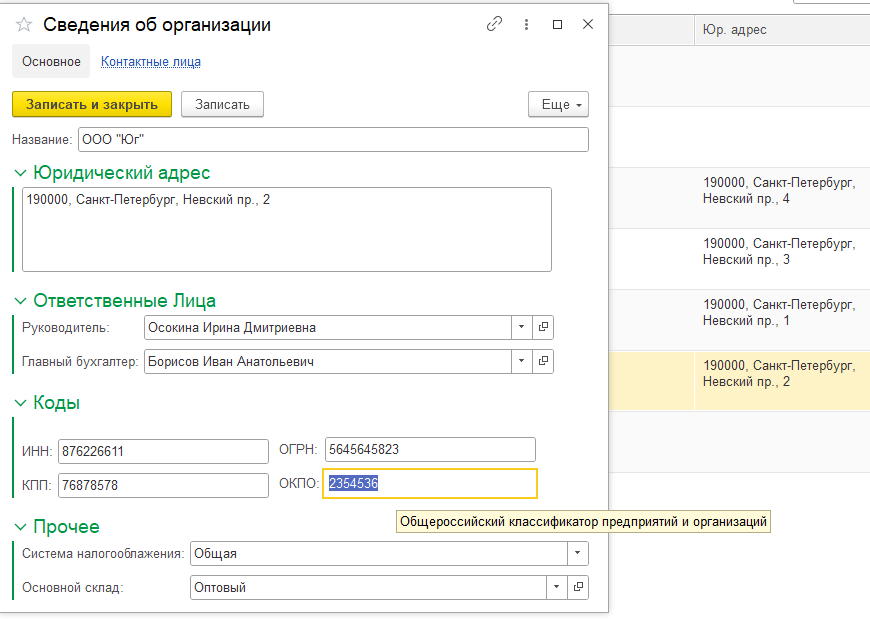 Сведения об организации
Основное
Контактные лица
Записать и закрыть
Записать
Еще
Название: ООО "Юг"
Юридический адрес
190000, Санкт-Петербург, Невский пр., 2
Ответственные Лица
Руководитель: Осокина Ирина Дмитриевна
Главный бухгалтер: Борисов Иван Анатольевич
Коды
ИНН: 876226611
ОГРН: 5645645823
КПП: 76878578
ОКПО: 2354536
Общероссийский классификатор предприятий и организаций
Прочее
Система налогооблажения: Общая
Основной склад: Оптовый
Юр. адрес
190000, Санкт-Петербург,
Невский пр., 4
190000, Санкт-Петербург,
Невский пр., 3
190000, Санкт-Петербург,
Невский пр., 1
190000, Санкт-Петербург,
Невский пр., 2